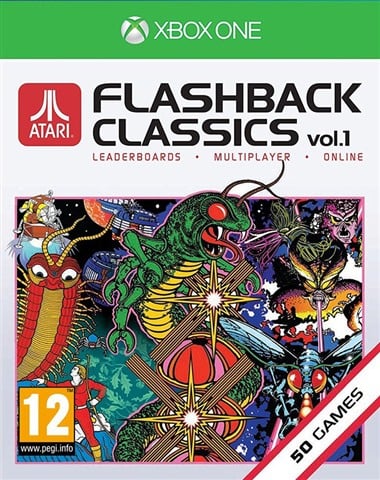 XBOX ONE
ATARI
FLASHBACK
CLASSICS vol.1
LEADERBOARDS • MULTIPLAYER • ONLINE
12
www.pegi.info
50 GAMES